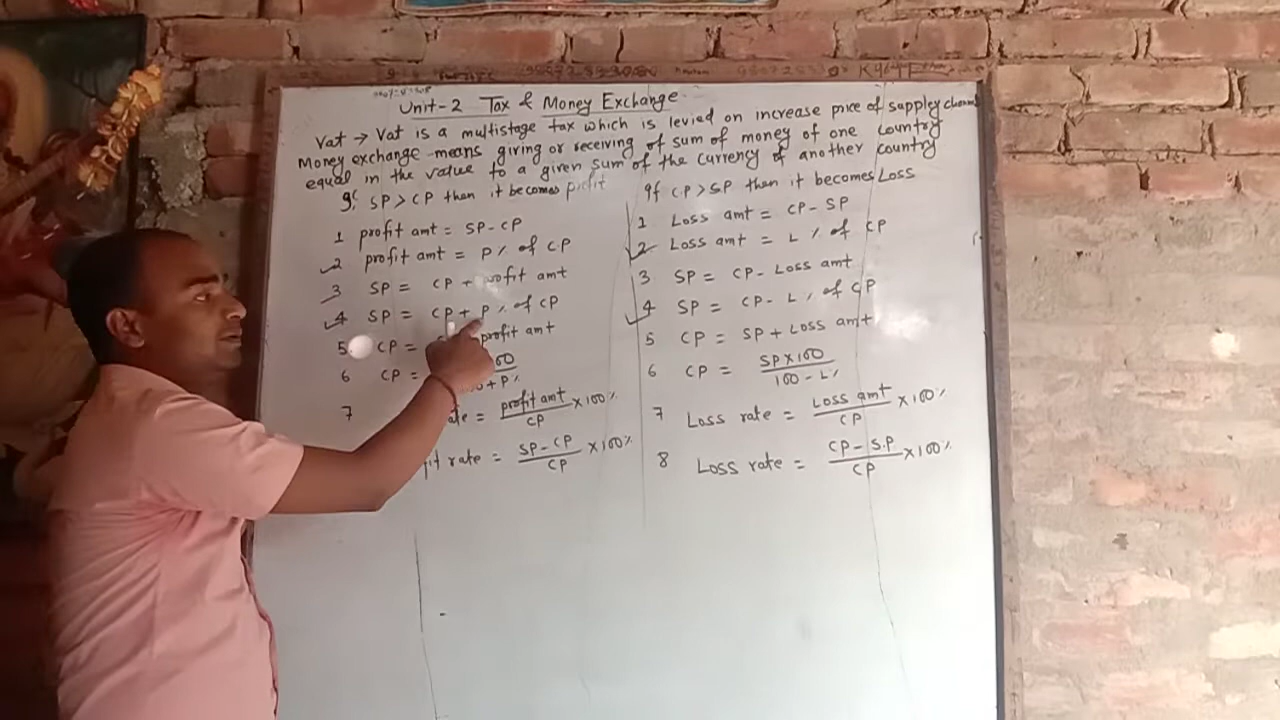 Unit-2 Tax & Money Exchange
Vat → Vat is a multistage tax which is levied on increase price of sappley channel
Money exchange means giving or receiving of sum of money of one country
equal in the value to a given sum of the currency of another country
If SP > CP then it becomes profit
1 profit amt = SP - CP
2 profit amt = P% of CP
3 SP = CP + profit amt
4 SP = CP + P% of CP
5 CP = profit amt
6 CP = + P%
7 = profit amt / CP × 100%
rate = SP - CP / CP × 100%
If CP > SP then it becomes Loss
1 Loss amt = CP - SP
2 Loss amt = L% of CP
3 SP = CP - Loss amt
4 SP = CP - L% of CP
5 CP = SP + Loss amt
6 CP = SP × 100 / 100 - L%
7 Loss rate = Loss amt / CP × 100%
8 Loss rate = CP - S.P / CP × 100%